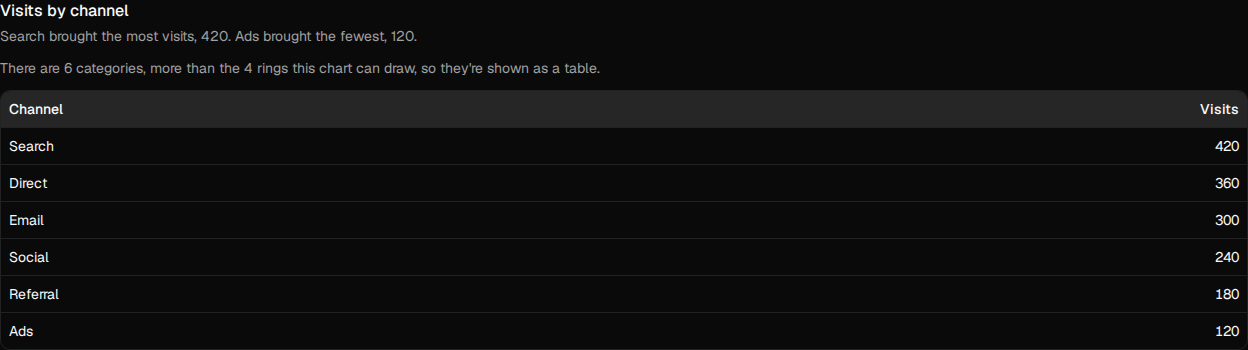 Visits by channel
Search brought the most visits, 420. Ads brought the fewest, 120.
There are 6 categories, more than the 4 rings this chart can draw, so they're shown as a table.
Channel Visits
Search 420
Direct 360
Email 300
Social 240
Referral 180
Ads 120